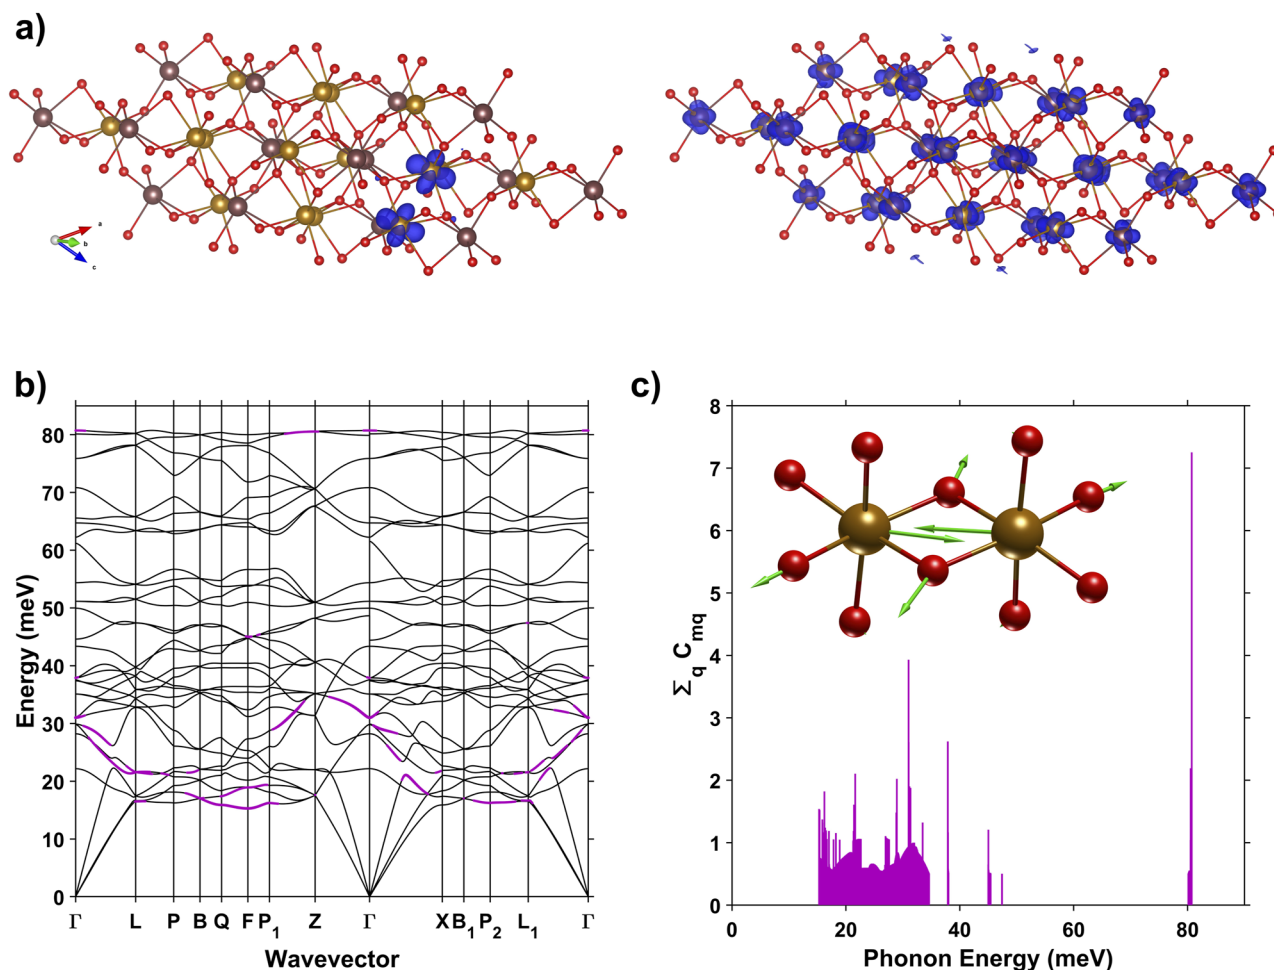 a)
a
b
c
b)
Energy (meV)
80
70
60
50
40
30
20
10
0
Γ L P B Q F P₁ Z Γ X B₁ P₂ L₁ Γ
Wavevector
c)
Σq Cmq
8
7
6
5
4
3
2
1
0
0 20 40 60 80
Phonon Energy (meV)